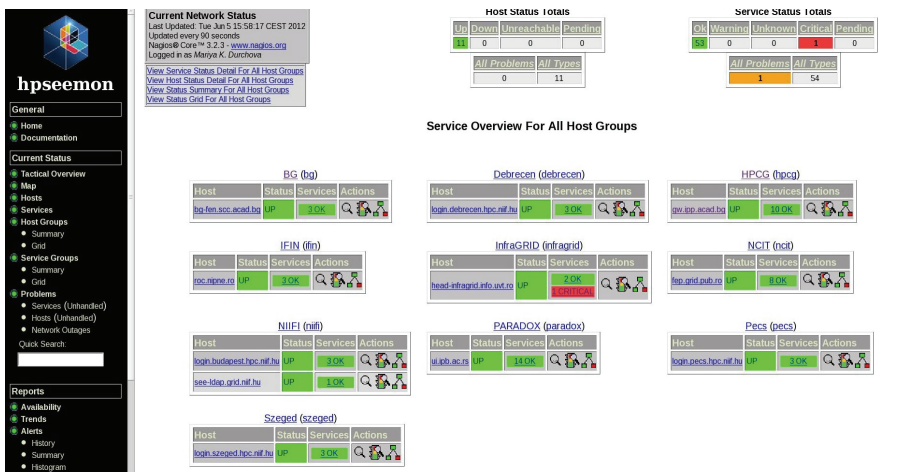 hpseemon
General
Home
Documentation
Current Status
Tactical Overview
Map
Hosts
Services
Host Groups
Summary
Grid
Service Groups
Summary
Grid
Problems
Services (Unhandled)
Hosts (Unhandled)
Network Outages
Quick Search:
Reports
Availability
Trends
Alerts
History
Summary
Histogram
Current Network Status
Last Updated: Tue Jun 5 15:58:17 CEST 2012
Updated every 90 seconds
Nagios® Core™ 3.2.3 - www.nagios.org
Logged in as Mariya K. Durchova
View Service Status Detail For All Host Groups
View Host Status Detail For All Host Groups
View Status Summary For All Host Groups
View Status Grid For All Host Groups
Host Status Totals
Up Down Unreachable Pending
11 0 0 0
All Problems All Types
0 11
Service Status Totals
Ok Warning Unknown Critical Pending
53 0 0 1 0
All Problems All Types
1 54
Service Overview For All Host Groups
BG (bg)
Host Status Services Actions
bg-fen.scc.acad.bg UP 3 OK
Debrecen (debrecen)
Host Status Services Actions
login.debrecen.hpc.niif.hu UP 3 OK
HPCG (hpcg)
Host Status Services Actions
gw.ipp.acad.bg UP 10 OK
IFIN (ifin)
Host Status Services Actions
roc.nipne.ro UP 3 OK
InfraGRID (infragrid)
Host Status Services Actions
head-infragrid.info.uvt.ro UP 2 OK
1 CRITICAL
NCIT (ncit)
Host Status Services Actions
fep.grid.pub.ro UP 8 OK
NIIFI (niifi)
Host Status Services Actions
login.budapest.hpc.niif.hu UP 3 OK
see-ldap.grid.niif.hu UP 1 OK
PARADOX (paradox)
Host Status Services Actions
ui.ipb.ac.rs UP 14 OK
Pecs (pecs)
Host Status Services Actions
login.pecs.hpc.niif.hu UP 3 OK
Szeged (szeged)
Host Status Services Actions
login.szeged.hpc.niif.hu UP 3 OK